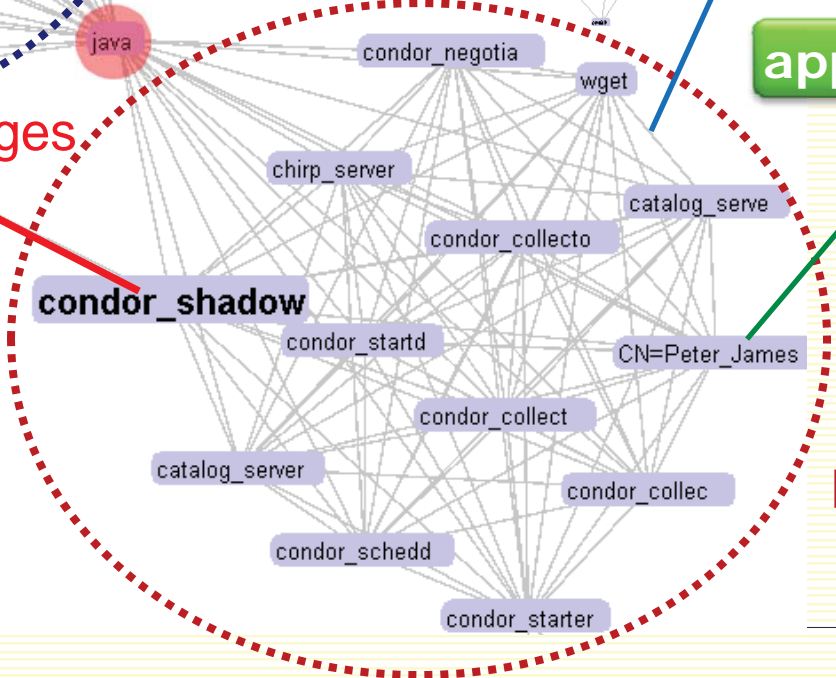 java
condor_negotia
app
wget
ges
chirp_server
catalog_serve
condor_collecto
condor_shadow
condor_startd
CN=Peter_James
condor_collect
catalog_server
condor_collec
condor_schedd
condor_starter